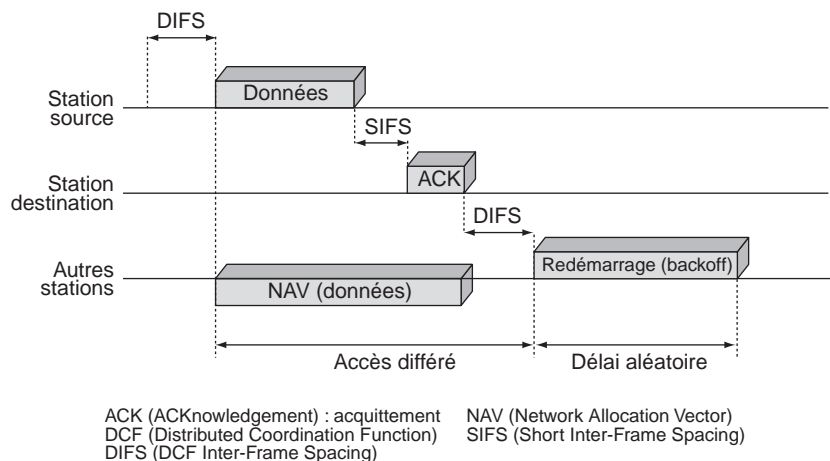 DIFS
Données
Station
source
SIFS
ACK
Station
destination
DIFS
Redémarrage (backoff)
Autres
stations
NAV (données)
Accès différé
Délai aléatoire
ACK (ACKnowledgement) : acquittement
NAV (Network Allocation Vector)
DCF (Distributed Coordination Function)
SIFS (Short Inter-Frame Spacing)
DIFS (DCF Inter-Frame Spacing)